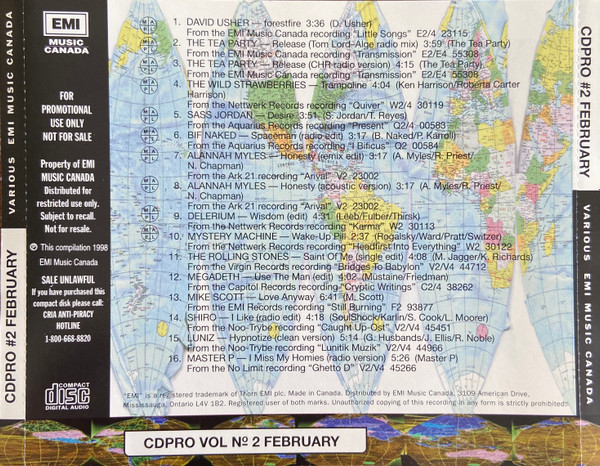 EMI
MUSIC
CANADA
FOR
PROMOTIONAL
USE ONLY
NOT FOR SALE
Property of EMI
MUSIC CANADA
Distributed for
restricted use only.
Subject to recall.
Not for resale.
℗ This compilation 1998
EMI Music Canada
SALE UNLAWFUL
If you have purchased this
compact disk please call:
CRIA ANTI-PIRACY
HOTLINE
1-800-668-8820
COMPACT
disc
DIGITAL AUDIO
VARIOUS EMI MUSIC CANADA
CDPRO #2 FEBRUARY
1. DAVID USHER — forestfire 3:36 (D. Usher)
From the EMI Music Canada recording "Little Songs" E2/4 23115
2. THE TEA PARTY — Release (Tom Lord-Alge radio mix) 3:59 (The Tea Party)
From the EMI Music Canada recording "Transmission" E2/E4 55308
3. THE TEA PARTY — Release (CHR radio version) 4:15 (The Tea Party)
From the EMI Music Canada recording "Transmission" E2/E4 55308
4. THE WILD STRAWBERRIES — Trampoline 4:04 (Ken Harrison/Roberta Carter
Harrison)
From the Nettwerk Records recording "Quiver" W2/4 30119
5. SASS JORDAN — Desire 3:51 (S. Jordan/T. Reyes)
From the Aquarius Records recording "Present" Q2/4 00583
6. BIF NAKED — Spaceman (radio edit) 3:17 (B. Naked/P. Karroll)
From the Aquarius Records recording "I Bificus" Q2 00584
7. ALANNAH MYLES — Honesty (remix edit) 3:17 (A. Myles/R. Priest/
N. Chapman)
From the Ark 21 recording "Arival" V2 23002
8. ALANNAH MYLES — Honesty (acoustic version) 3:17 (A. Myles/R. Priest/
N. Chapman)
From the Ark 21 recording "Arival" V2 23002
9. DELERIUM — Wisdom (edit) 4:31 (Leeb/Fulber/Thirsk)
From the Nettwerk Records recording "Karma" W2 30113
10. MYSTERY MACHINE — Wake-Up Pill 2:37 (Rogalsky/Ward/Pratt/Switzer)
From the Nettwerk Records recording "Headfirst Into Everything" W2 30122
11. THE ROLLING STONES — Saint Of Me (single edit) 4:08 (M. Jagger/K. Richards)
From the Virgin Records recording "Bridges To Babylon" V2/V4 44712
12. MEGADETH — Use The Man (edit) 4:02 (Mustaine/Friedman)
From the Capitol Records recording "Cryptic Writings" C2/4 38262
13. MIKE SCOTT — Love Anyway 6:41 (M. Scott)
From the EMI Records recording "Still Burning" F2 93877
14. SHIRO — I Like (radio edit) 4:18 (SoulShock/Karlin/S. Cook/L. Moorer)
From the Noo-Trybe recording "Caught Up Ost" V2/V4 45451
15. LUNIZ — Hypnotize (clean version) 5:14 (G. Husbands/J. Ellis/R. Noble)
From the Noo-Trybe recording "Lunitik Müzik" V2/V4 44966
16. MASTER P — I Miss My Homies (radio version) 5:26 (Master P)
From the No Limit recording "Ghetto D" V2/V4 45266
"EMI" is a registered trademark of Thorn EMI plc. Made in Canada. Distributed by EMI Music Canada, 3109 American Drive,
Mississauga, Ontario L4V 1B2. Registered user of both marks. Unauthorized copying of this recording in any form is strictly prohibited.
CDPRO VOL Nº 2 FEBRUARY
CDPRO #2 FEBRUARY
VARIOUS EMI MUSIC CANADA